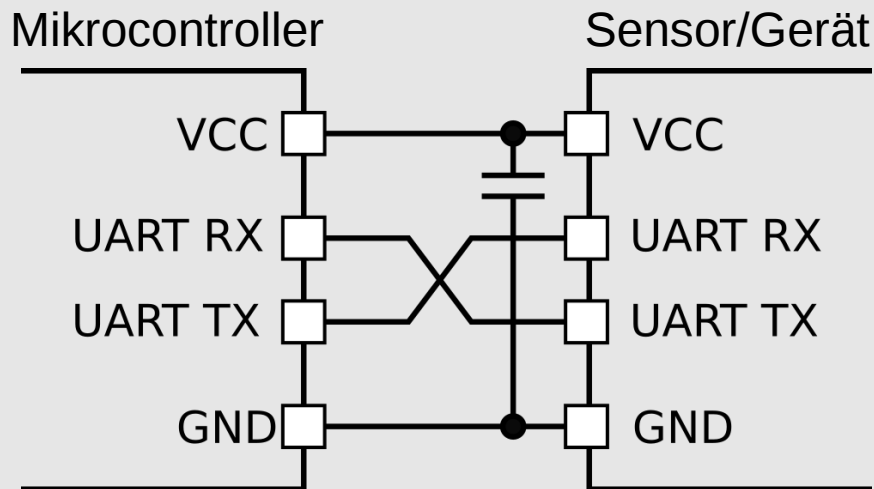 Mikrocontroller Sensor/Gerät
VCC VCC
UART RX UART RX
UART TX UART TX
GND GND